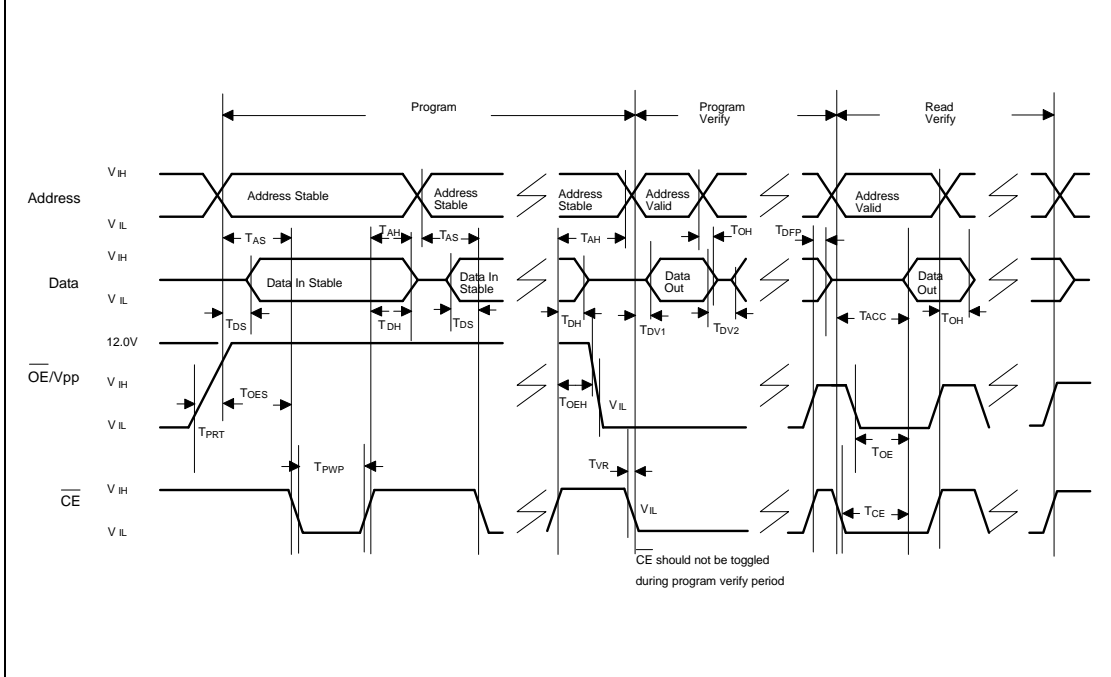 Program
Program
Verify
Read
Verify
Address
V IH
V IL
Address Stable
Address
Stable
Address
Stable
Address
Valid
Address
Valid
TAS
TAH
TAS
TAH
TOH
TDFP
Data
V IH
V IL
Data In Stable
Data In
Stable
Data
Out
Data
Out
TDS
TDH
TDS
TDH
TDV1
TDV2
TACC
TOH
OE/Vpp
12.0V
V IH
V IL
TOES
TPRT
TOEH
V IL
TOE
CE
V IH
V IL
TPWP
TVR
V IL
TCE
CE should not be toggled
during program verify period